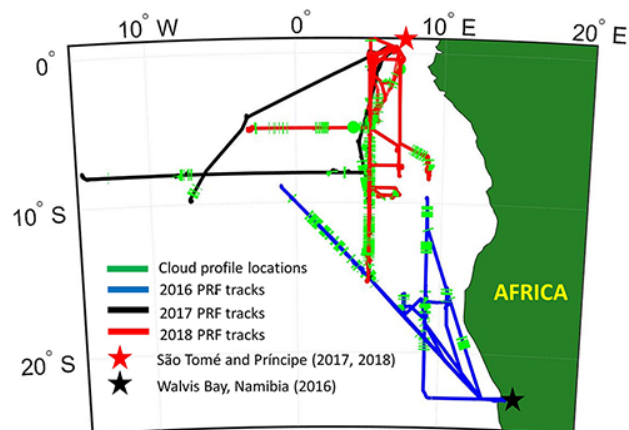 10° W
0°
10° E
20° E
0°
10° S
20° S
Cloud profile locations
2016 PRF tracks
2017 PRF tracks
2018 PRF tracks
São Tomé and Príncipe (2017, 2018)
Walvis Bay, Namibia (2016)
AFRICA